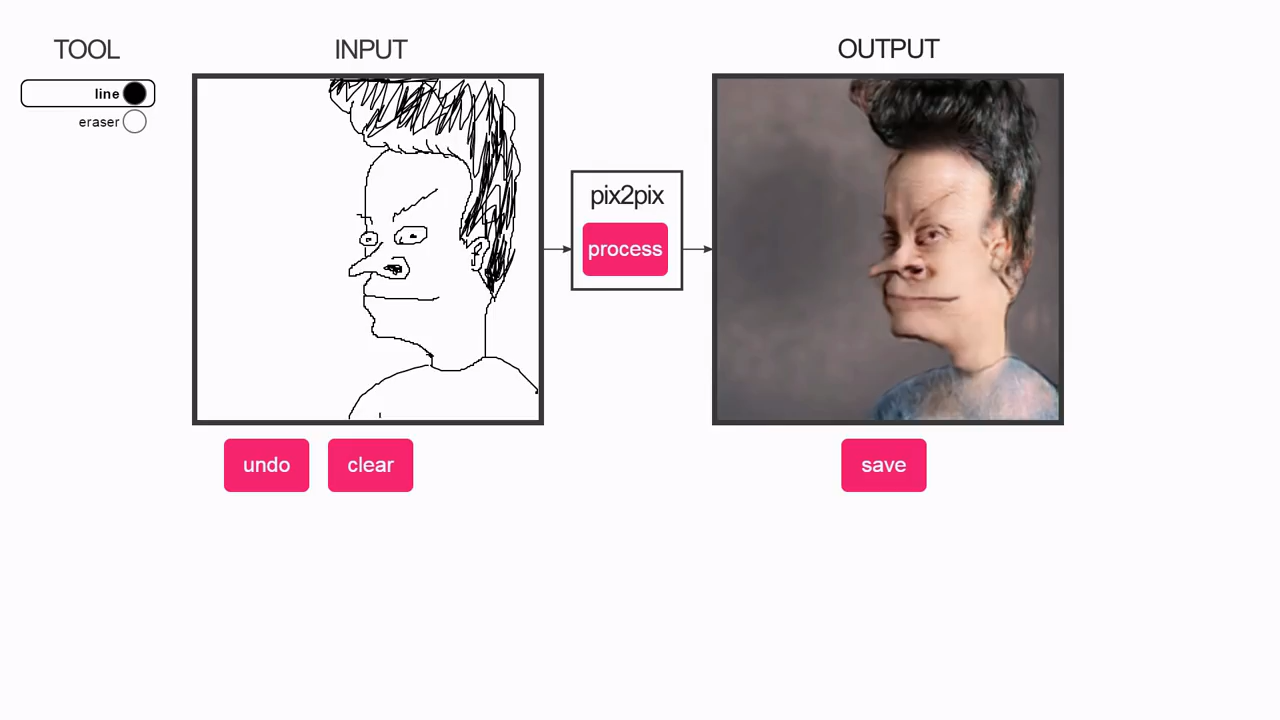 TOOL
INPUT
OUTPUT
line
eraser
pix2pix
process
undo
clear
save